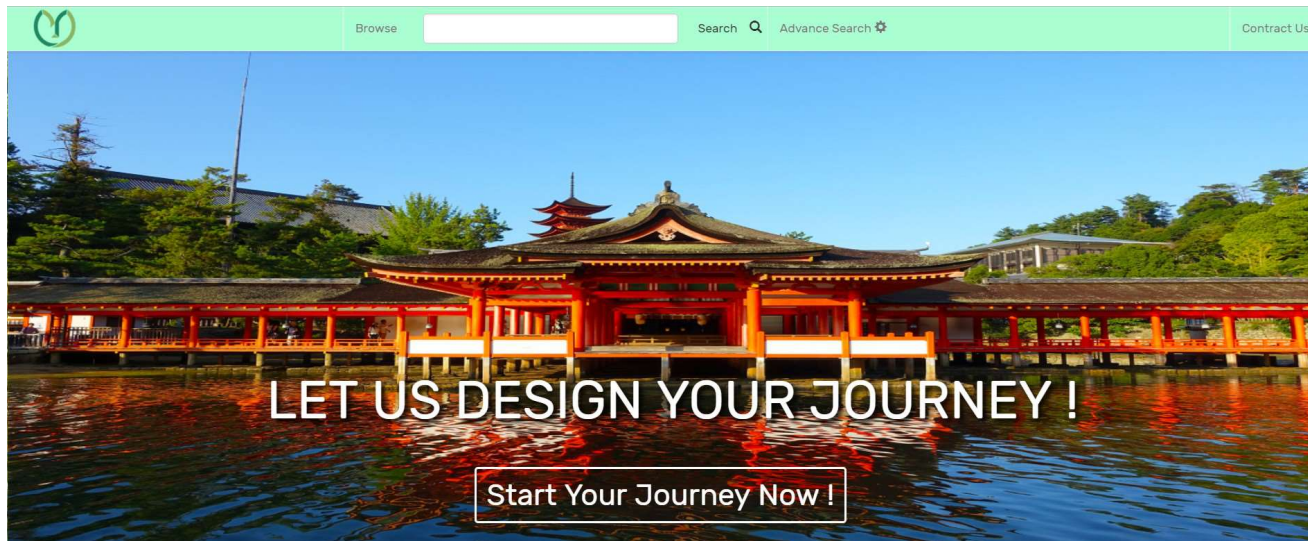 Browse Search Advance Search Contract Us
LET US DESIGN YOUR JOURNEY !
Start Your Journey Now !